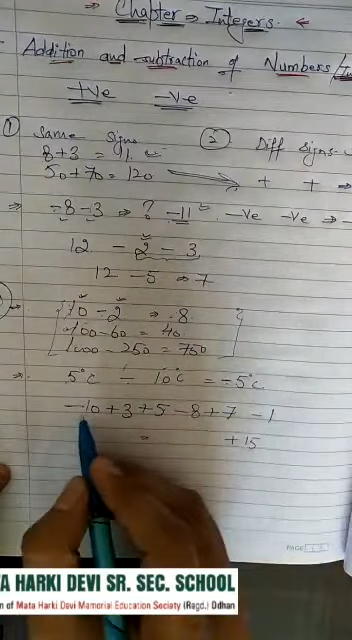 ⇒ Chapter ⇒ Integers. ←
Addition and subtraction of Numbers/In
+ve -ve
① Same Signs
② Diff signs
8+3 = 11
50+70 = 120 → + + ⇒
⇒ -8-3 ⇒ ? -11 -ve -ve ⇒ -
12 - 2 - 3
12 - 5 ⇒ 7
10 - 2 ⇒ 8
100-60 = 40
1000 - 250 = 750
⇒ 5°C - 10°C = -5°C
-10 + 3 + 5 - 8 + 7 - 1
= +15
PAGE
A HARKI DEVI SR. SEC. SCHOOL
n of Mata Harki Devi Memorial Education Society (Regd.) Odhan